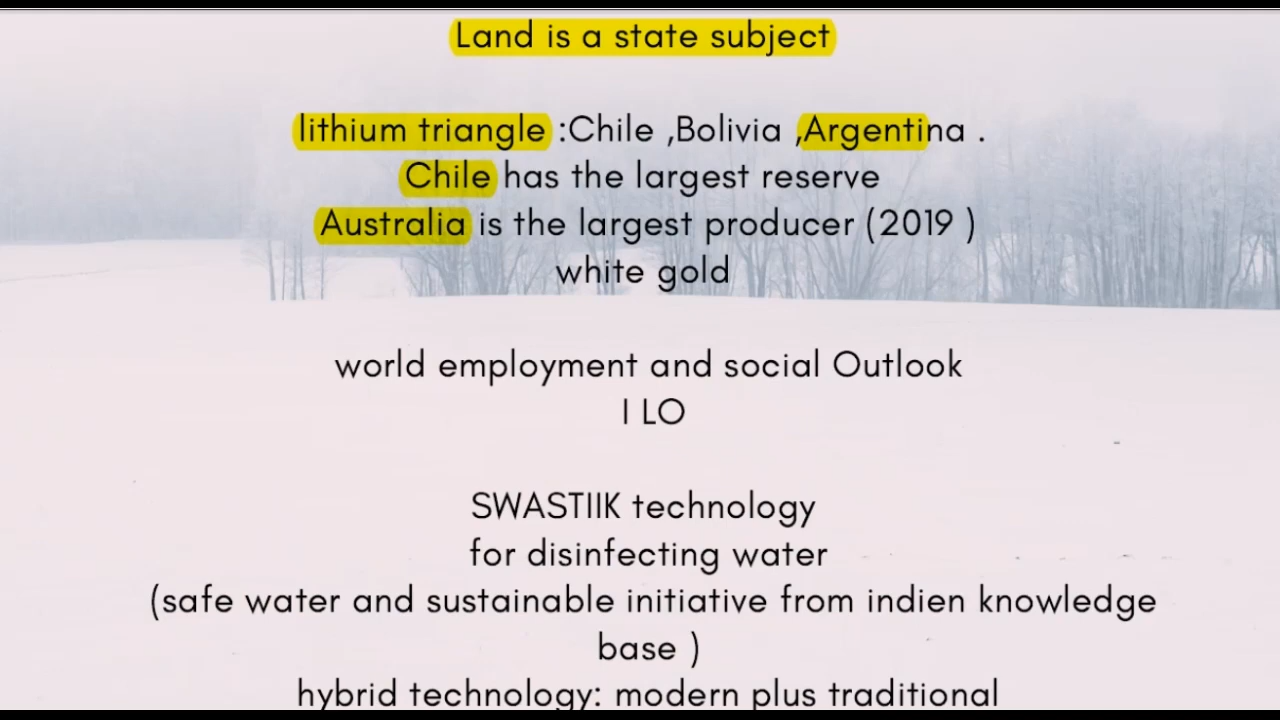 Land is a state subject
lithium triangle :Chile ,Bolivia ,Argentina .
Chile has the largest reserve
Australia is the largest producer (2019 )
white gold
world employment and social Outlook
I LO
SWASTIIK technology
for disinfecting water
(safe water and sustainable initiative from indien knowledge
base )
hybrid technology: modern plus traditional